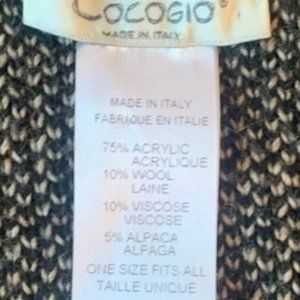 COCOGIO®
MADE IN ITALY
MADE IN ITALY
FABRIQUE EN ITALIE
75% ACRYLIC
ACRYLIQUE
10% WOOL
LAINE
10% VISCOSE
VISCOSE
5% ALPACA
ALPAGA
ONE SIZE FITS ALL
TAILLE UNIQUE